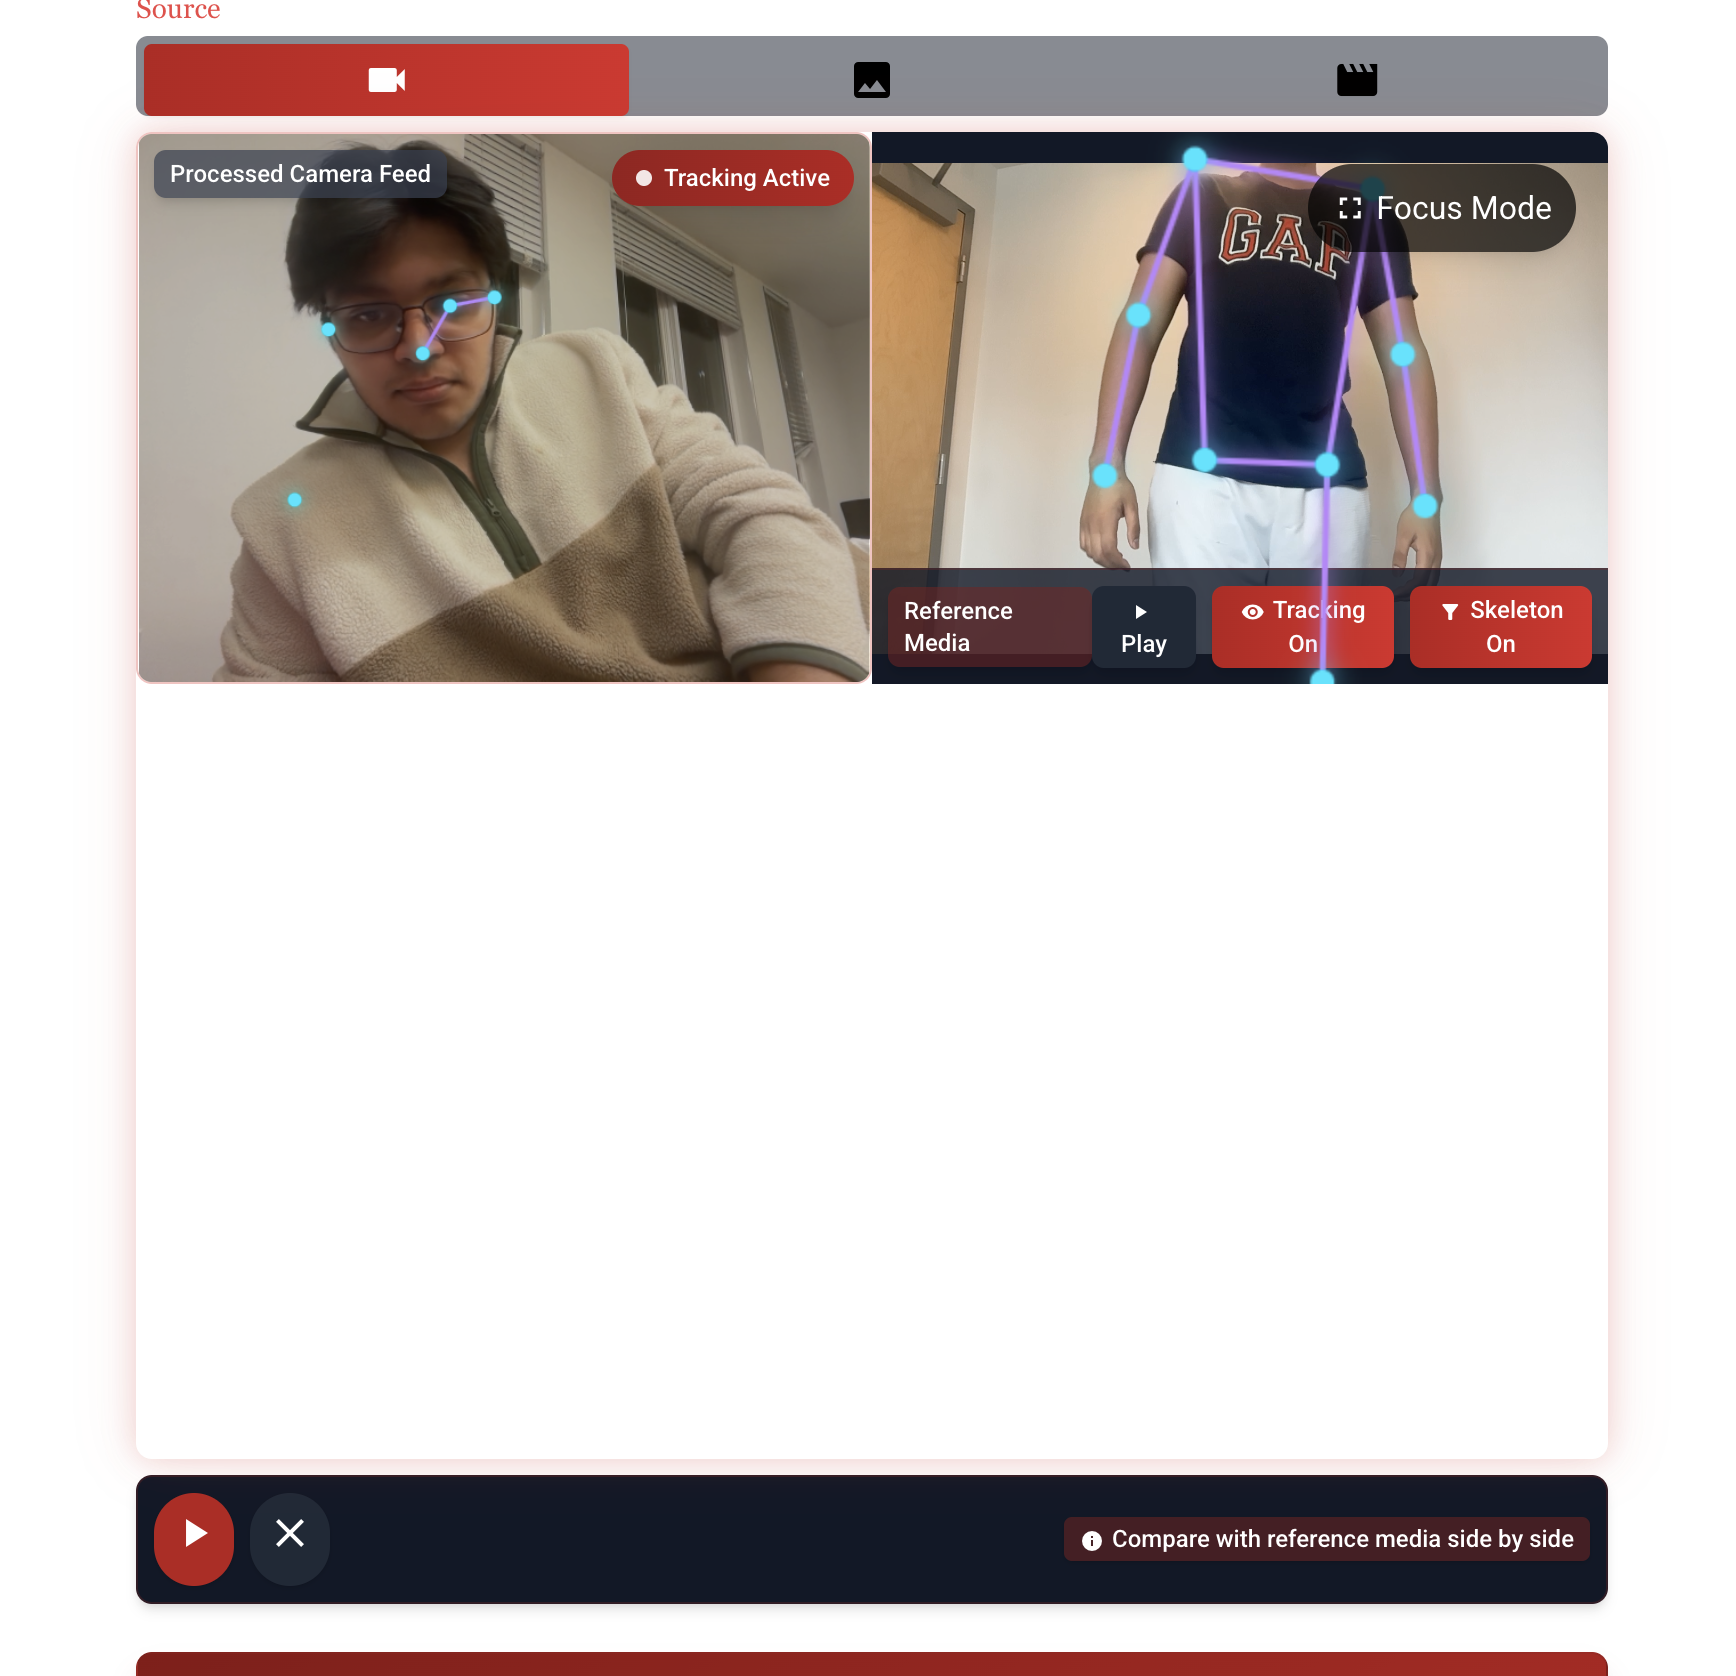 Source
Processed Camera Feed
Tracking Active
Focus Mode
GAP
Reference
Media
Play
Tracking
On
Skeleton
On
Compare with reference media side by side